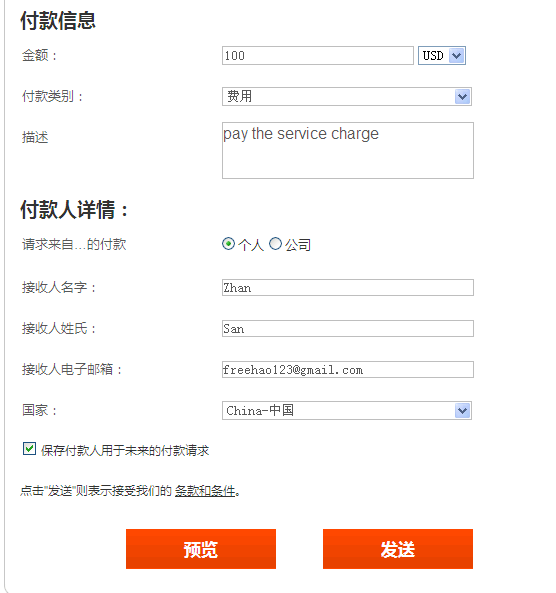 付款信息
金额： 100 USD
付款类别： 费用
描述 pay the service charge
付款人详情：
请求来自...的付款 个人 公司
接收人名字： Zhan
接收人姓氏： San
接收人电子邮箱： freehao123@gmail.com
国家： China-中国
保存付款人用于未来的付款请求
点击"发送"则表示接受我们的 条款和条件。
预览 发送